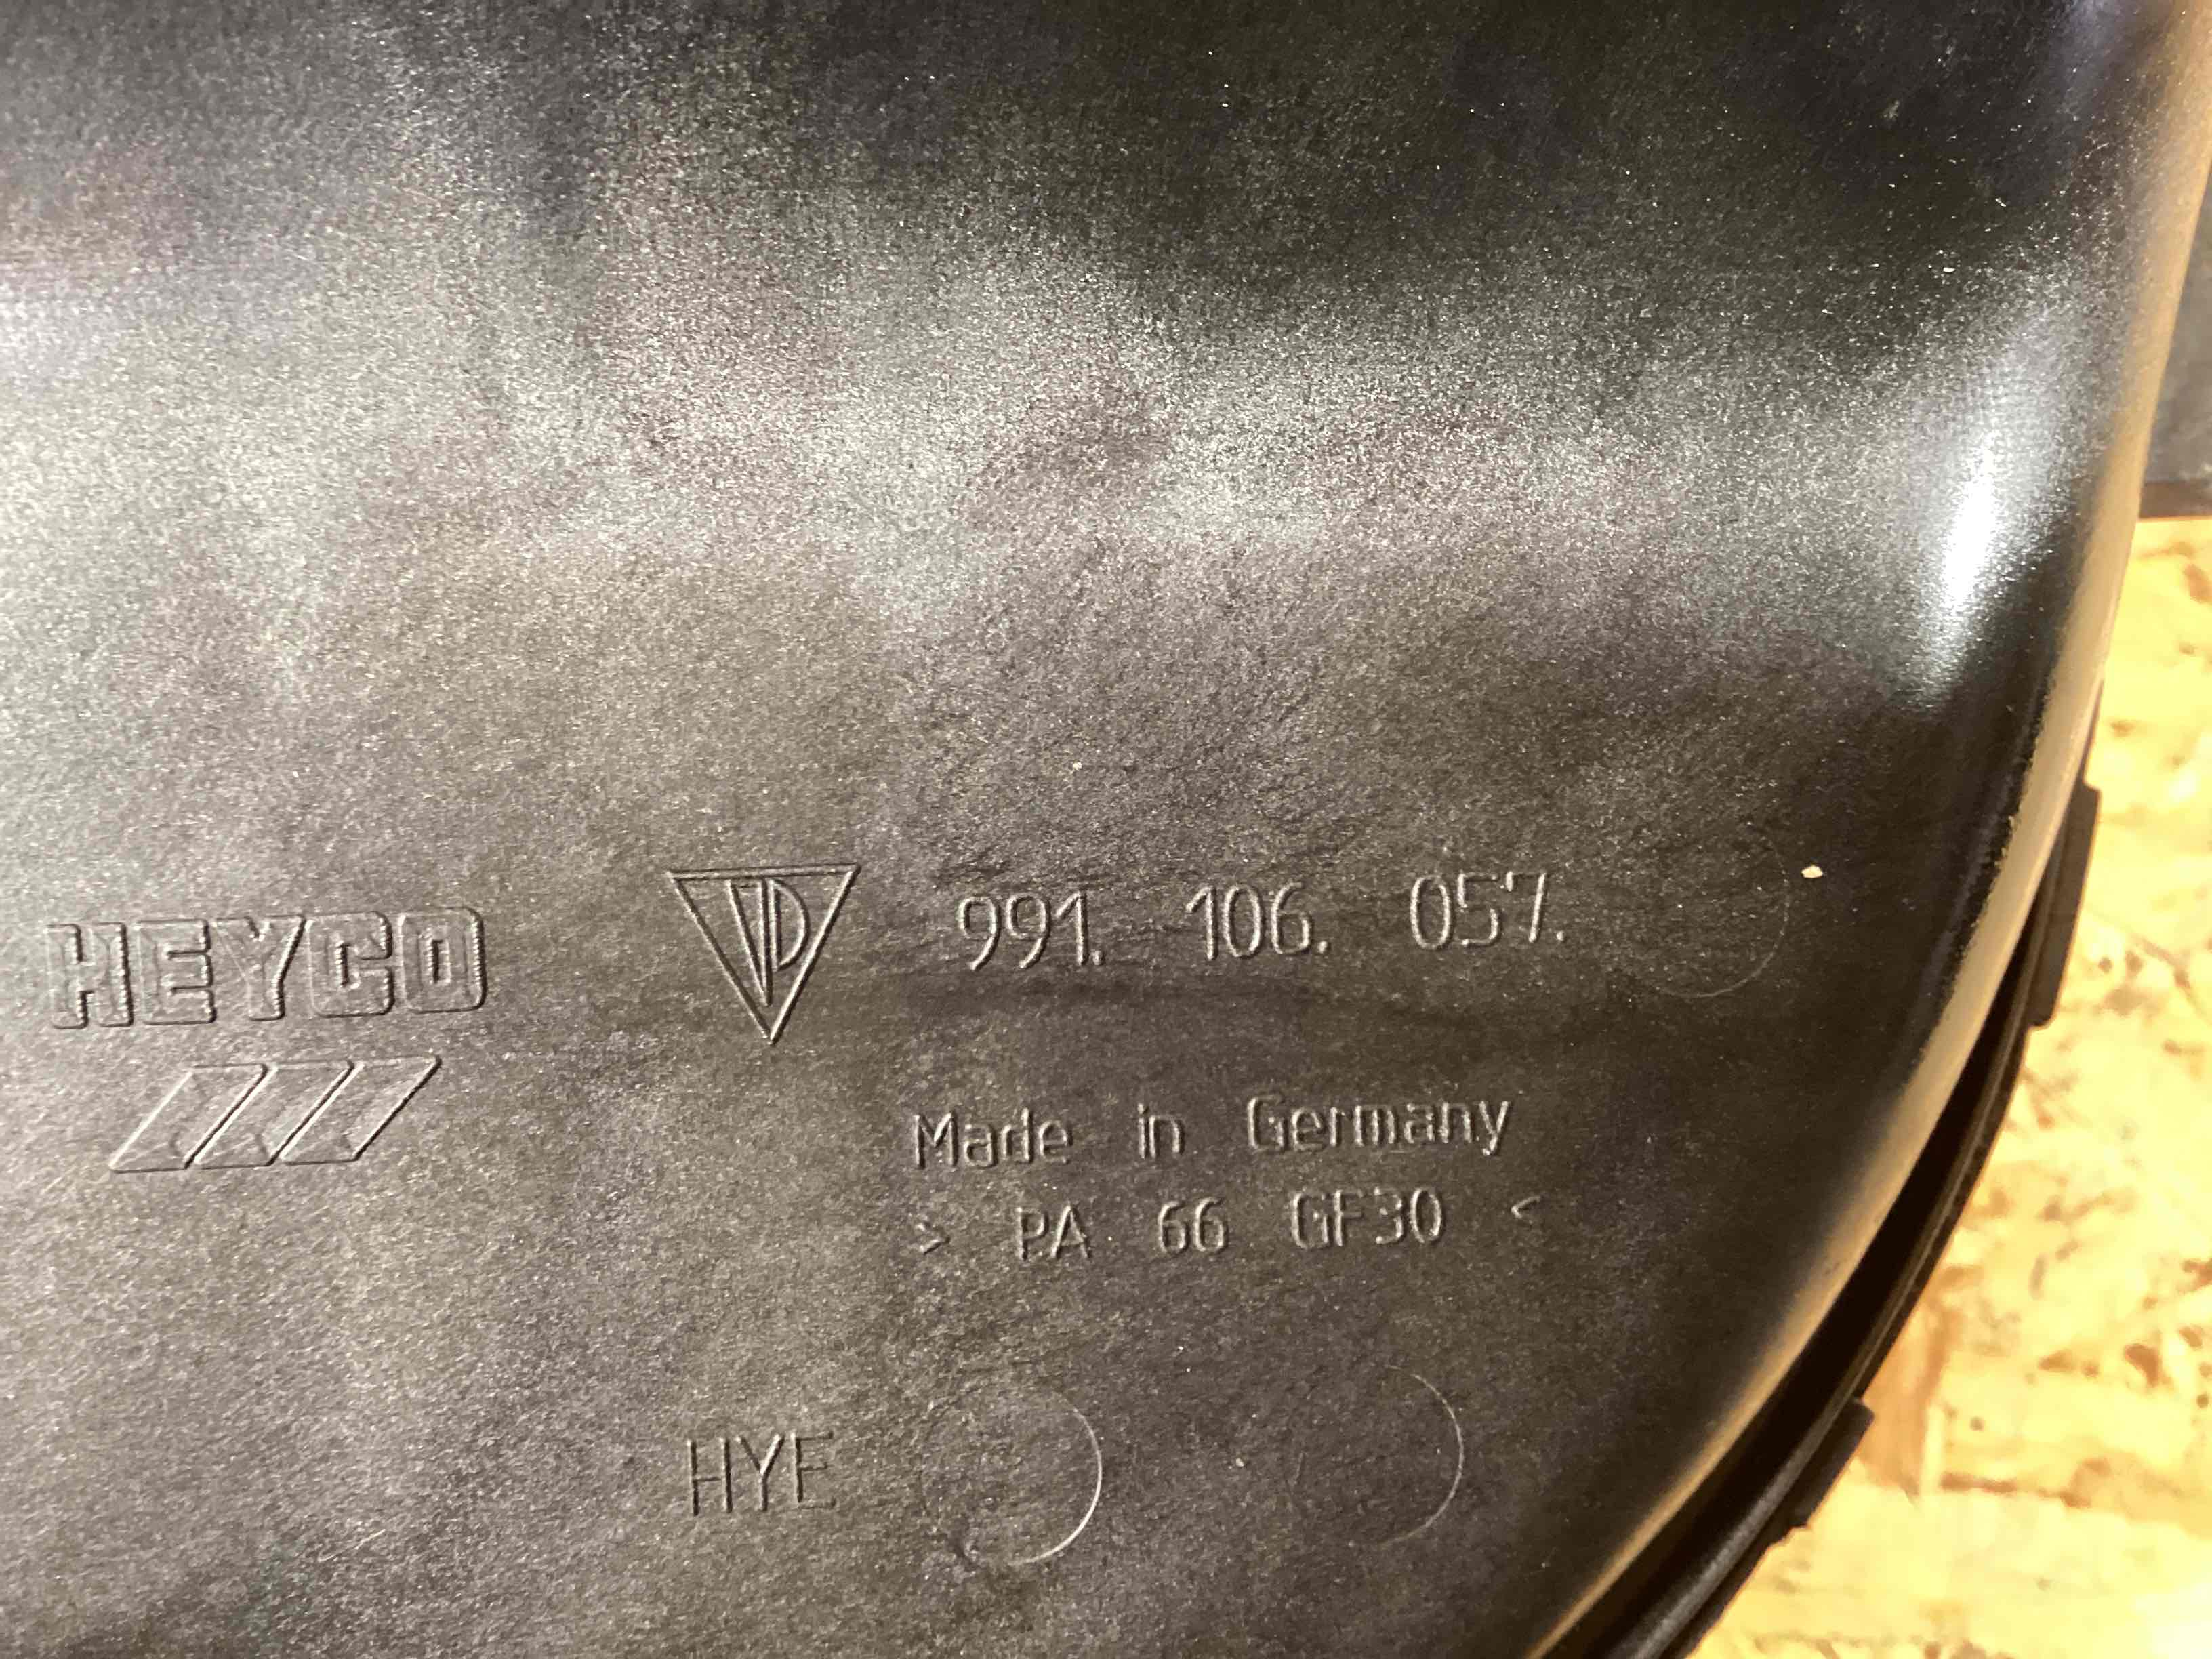 HEYCO
991. 106. 057.
Made in Germany
> PA 66 GF30 <
HYE